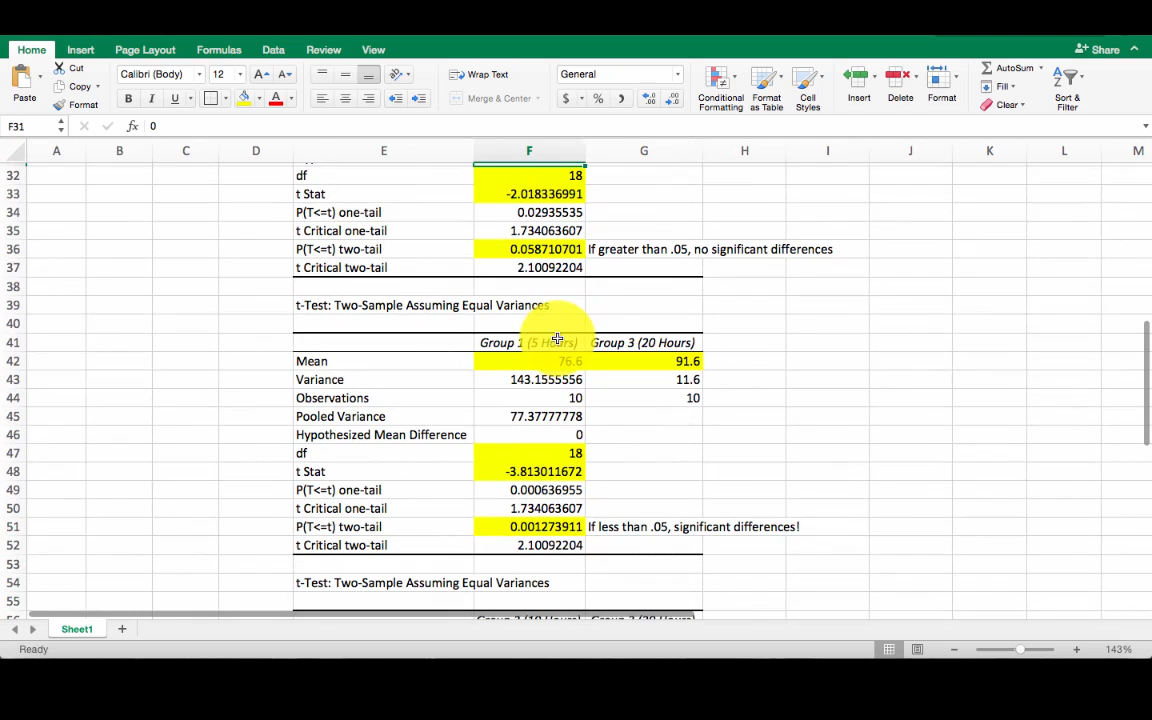 Home Insert Page Layout Formulas Data Review View Share
Cut Calibri (Body) 12 A A Wrap Text General AutoSum
Copy Fill
Paste Format B I U A Merge & Center $ % Conditional Formatting Format as Table Cell Styles Insert Delete Format Clear Sort & Filter
F31 fx 0
A B C D E F G H I J K L M
32 df 18
33 t Stat -2.018336991
34 P(T<=t) one-tail 0.02935535
35 t Critical one-tail 1.734063607
36 P(T<=t) two-tail 0.058710701 If greater than .05, no significant differences
37 t Critical two-tail 2.10092204
38
39 t-Test: Two-Sample Assuming Equal Variances
40
41 Group 1 (5 Hours) Group 3 (20 Hours)
42 Mean 76.6 91.6
43 Variance 143.1555556 11.6
44 Observations 10 10
45 Pooled Variance 77.37777778
46 Hypothesized Mean Difference 0
47 df 18
48 t Stat -3.813011672
49 P(T<=t) one-tail 0.000636955
50 t Critical one-tail 1.734063607
51 P(T<=t) two-tail 0.001273911 If less than .05, significant differences!
52 t Critical two-tail 2.10092204
53
54 t-Test: Two-Sample Assuming Equal Variances
55
Sheet1
Ready 143%